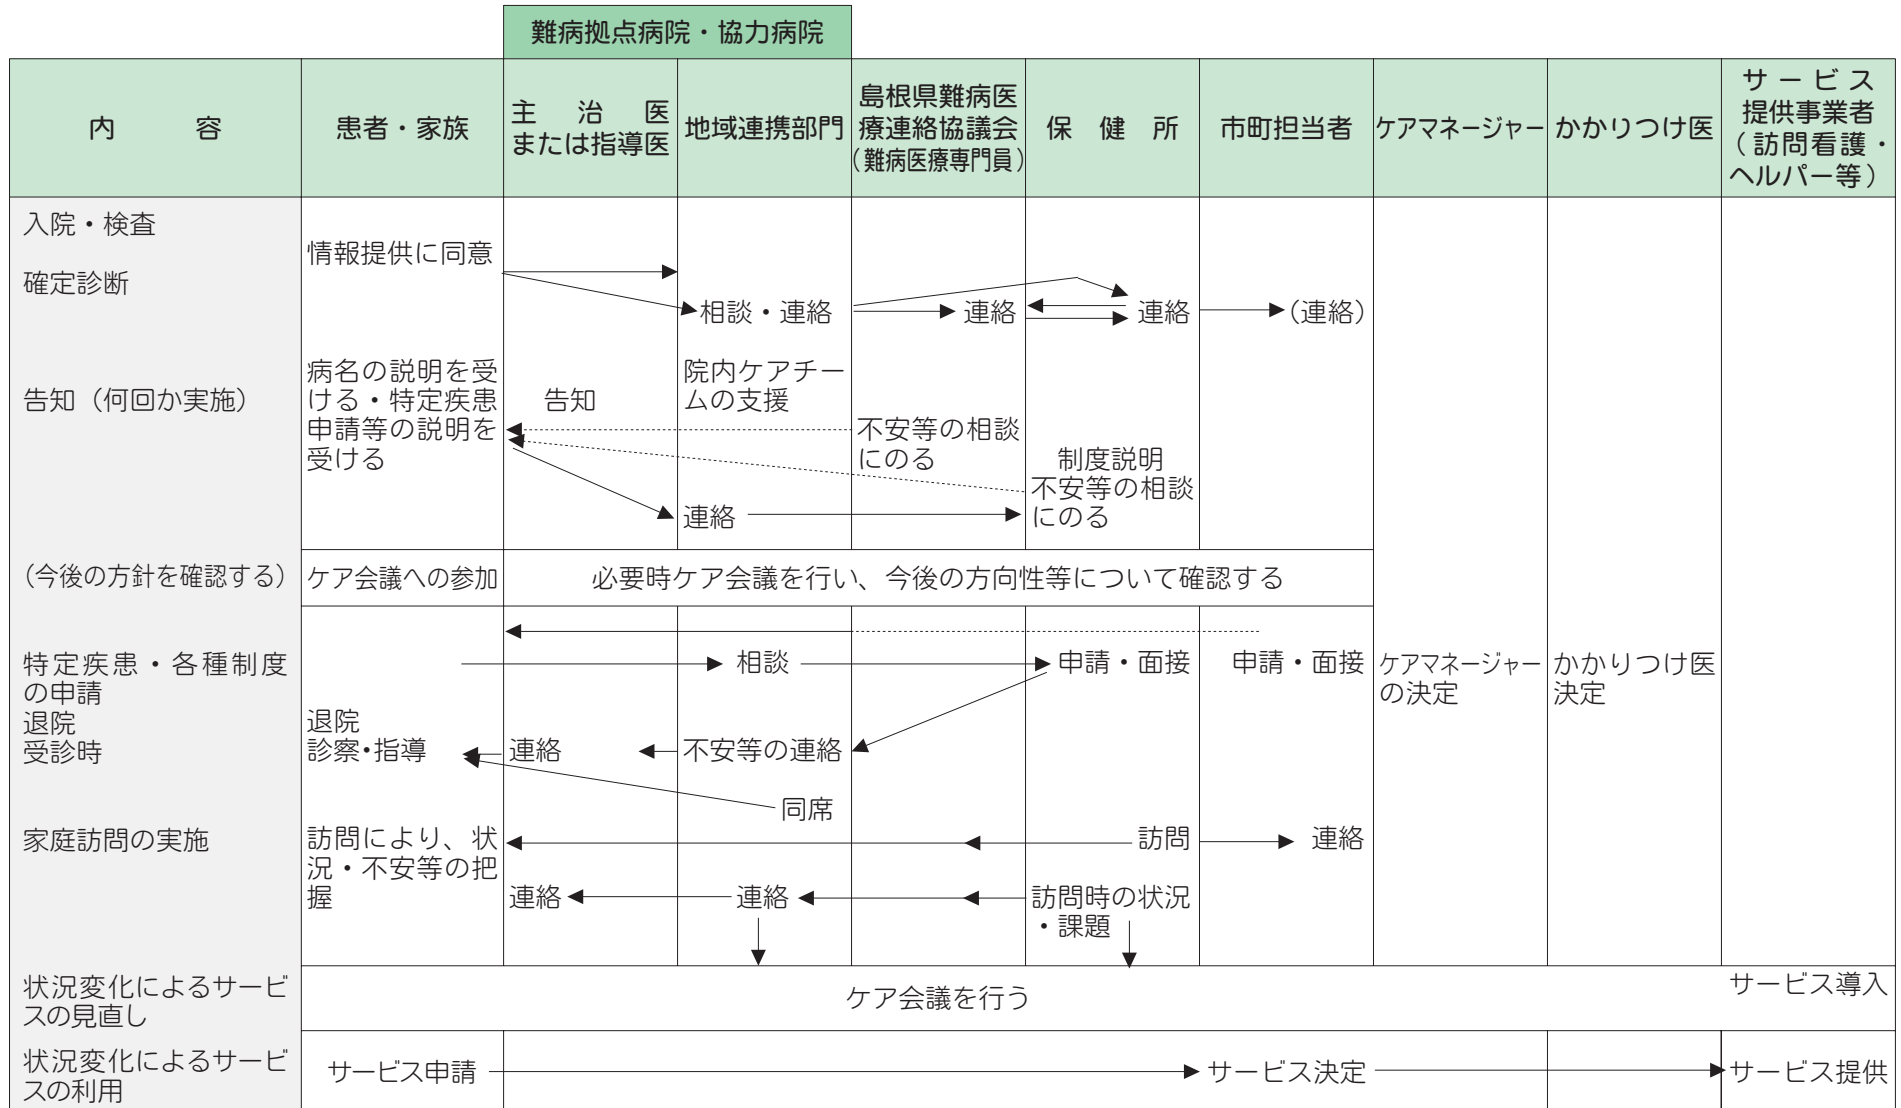 難病拠点病院・協力病院
内　容
患者・家族
主治医
または指導医
地域連携部門
島根県難病医
療連絡協議会
（難病医療専門員）
保健所
市町担当者
ケアマネージャー
かかりつけ医
サービス
提供事業者
（訪問看護・
ヘルパー等）
入院・検査
情報提供に同意
確定診断
相談・連絡
連絡
連絡
（連絡）
告知（何回か実施）
病名の説明を受
ける・特定疾患
申請等の説明を
受ける
告知
院内ケアチー
ムの支援
不安等の相談
にのる
制度説明
不安等の相談
にのる
連絡
（今後の方針を確認する）
ケア会議への参加
必要時ケア会議を行い、今後の方向性等について確認する
特定疾患・各種制度
の申請
退院
受診時
相談
申請・面接
申請・面接
ケアマネージャー
の決定
かかりつけ医
決定
退院
診察・指導
連絡
不安等の連絡
同席
家庭訪問の実施
訪問により、状
況・不安等の把
握
訪問
連絡
連絡
連絡
訪問時の状況
・課題
状況変化によるサービ
スの見直し
ケア会議を行う
サービス導入
状況変化によるサービ
スの利用
サービス申請
サービス決定
サービス提供